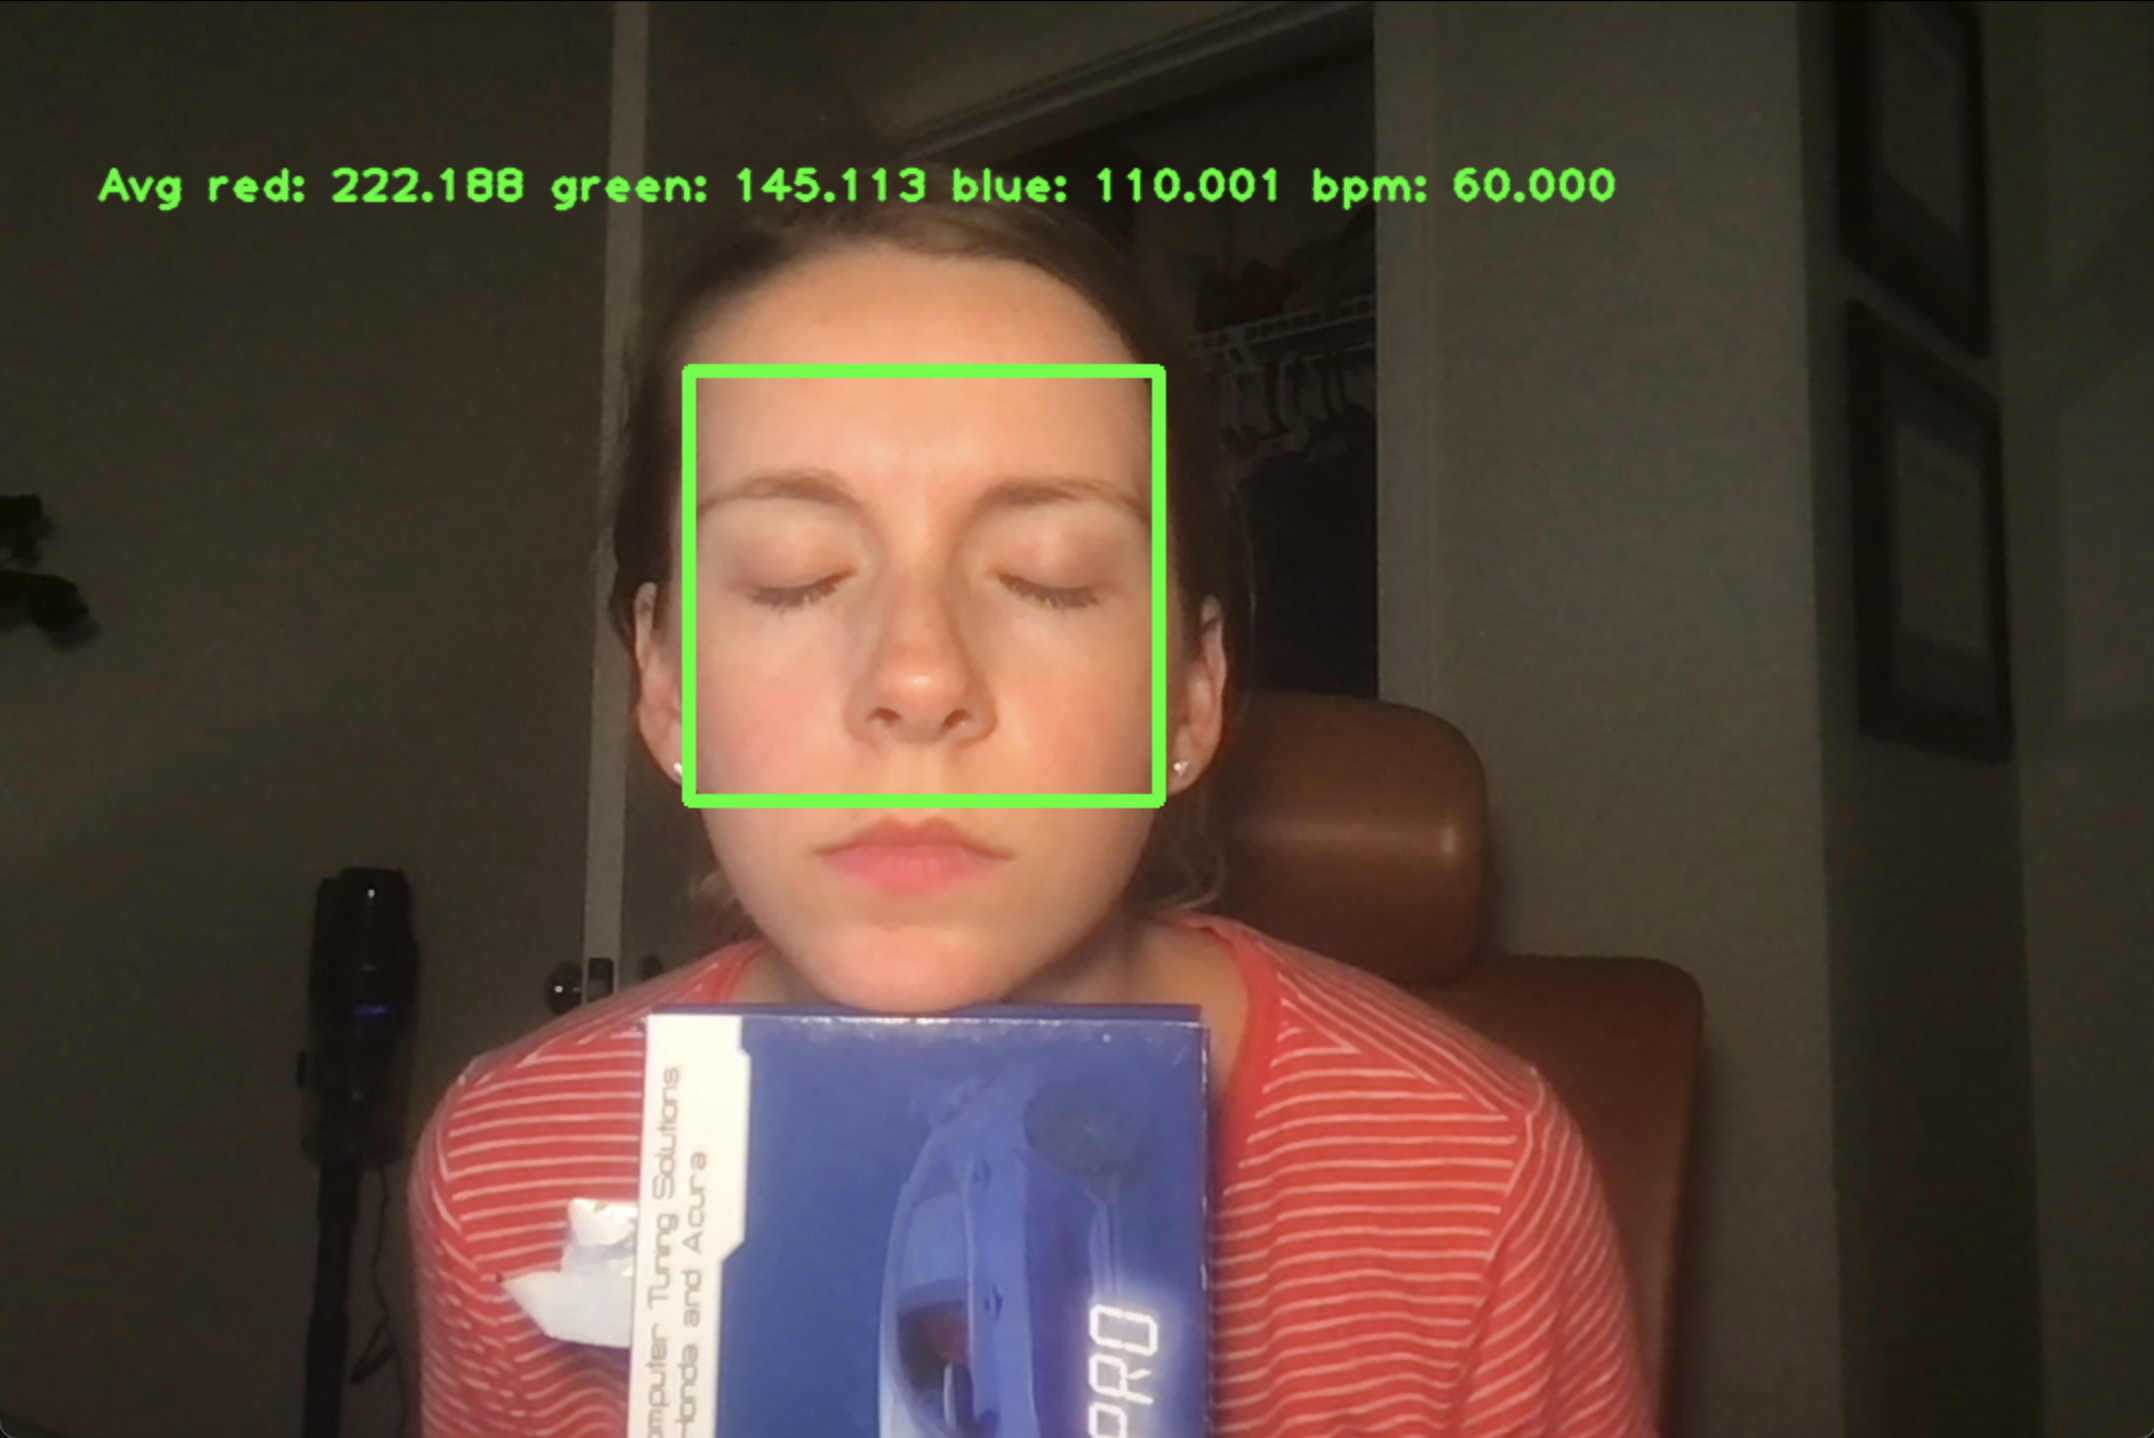 Avg red: 222.188 green: 145.113 blue: 110.001 bpm: 60.000
omputer Tuning Solutions
Honda and Acura
PRO